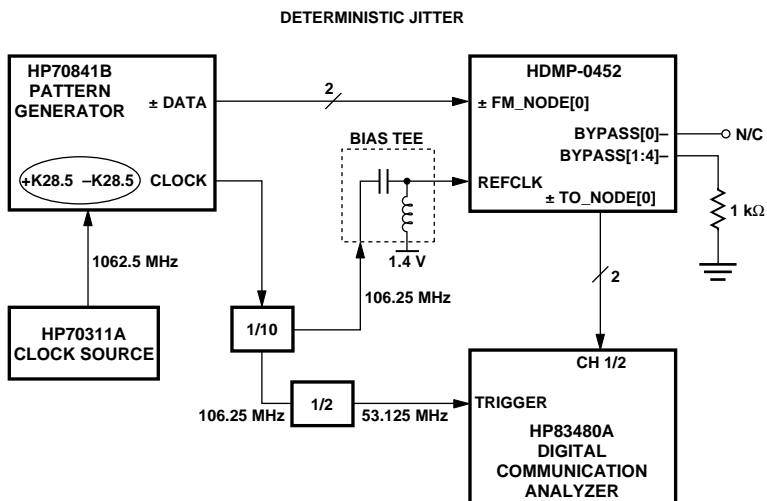 DETERMINISTIC JITTER
HP70841B
PATTERN
GENERATOR
± DATA
+K28.5 –K28.5
CLOCK
2
HDMP-0452
± FM_NODE[0]
BYPASS[0]–
N/C
BYPASS[1:4]–
REFCLK
± TO_NODE[0]
1 kΩ
BIAS TEE
1.4 V
1062.5 MHz
106.25 MHz
2
HP70311A
CLOCK SOURCE
1/10
106.25 MHz
1/2
53.125 MHz
CH 1/2
TRIGGER
HP83480A
DIGITAL
COMMUNICATION
ANALYZER